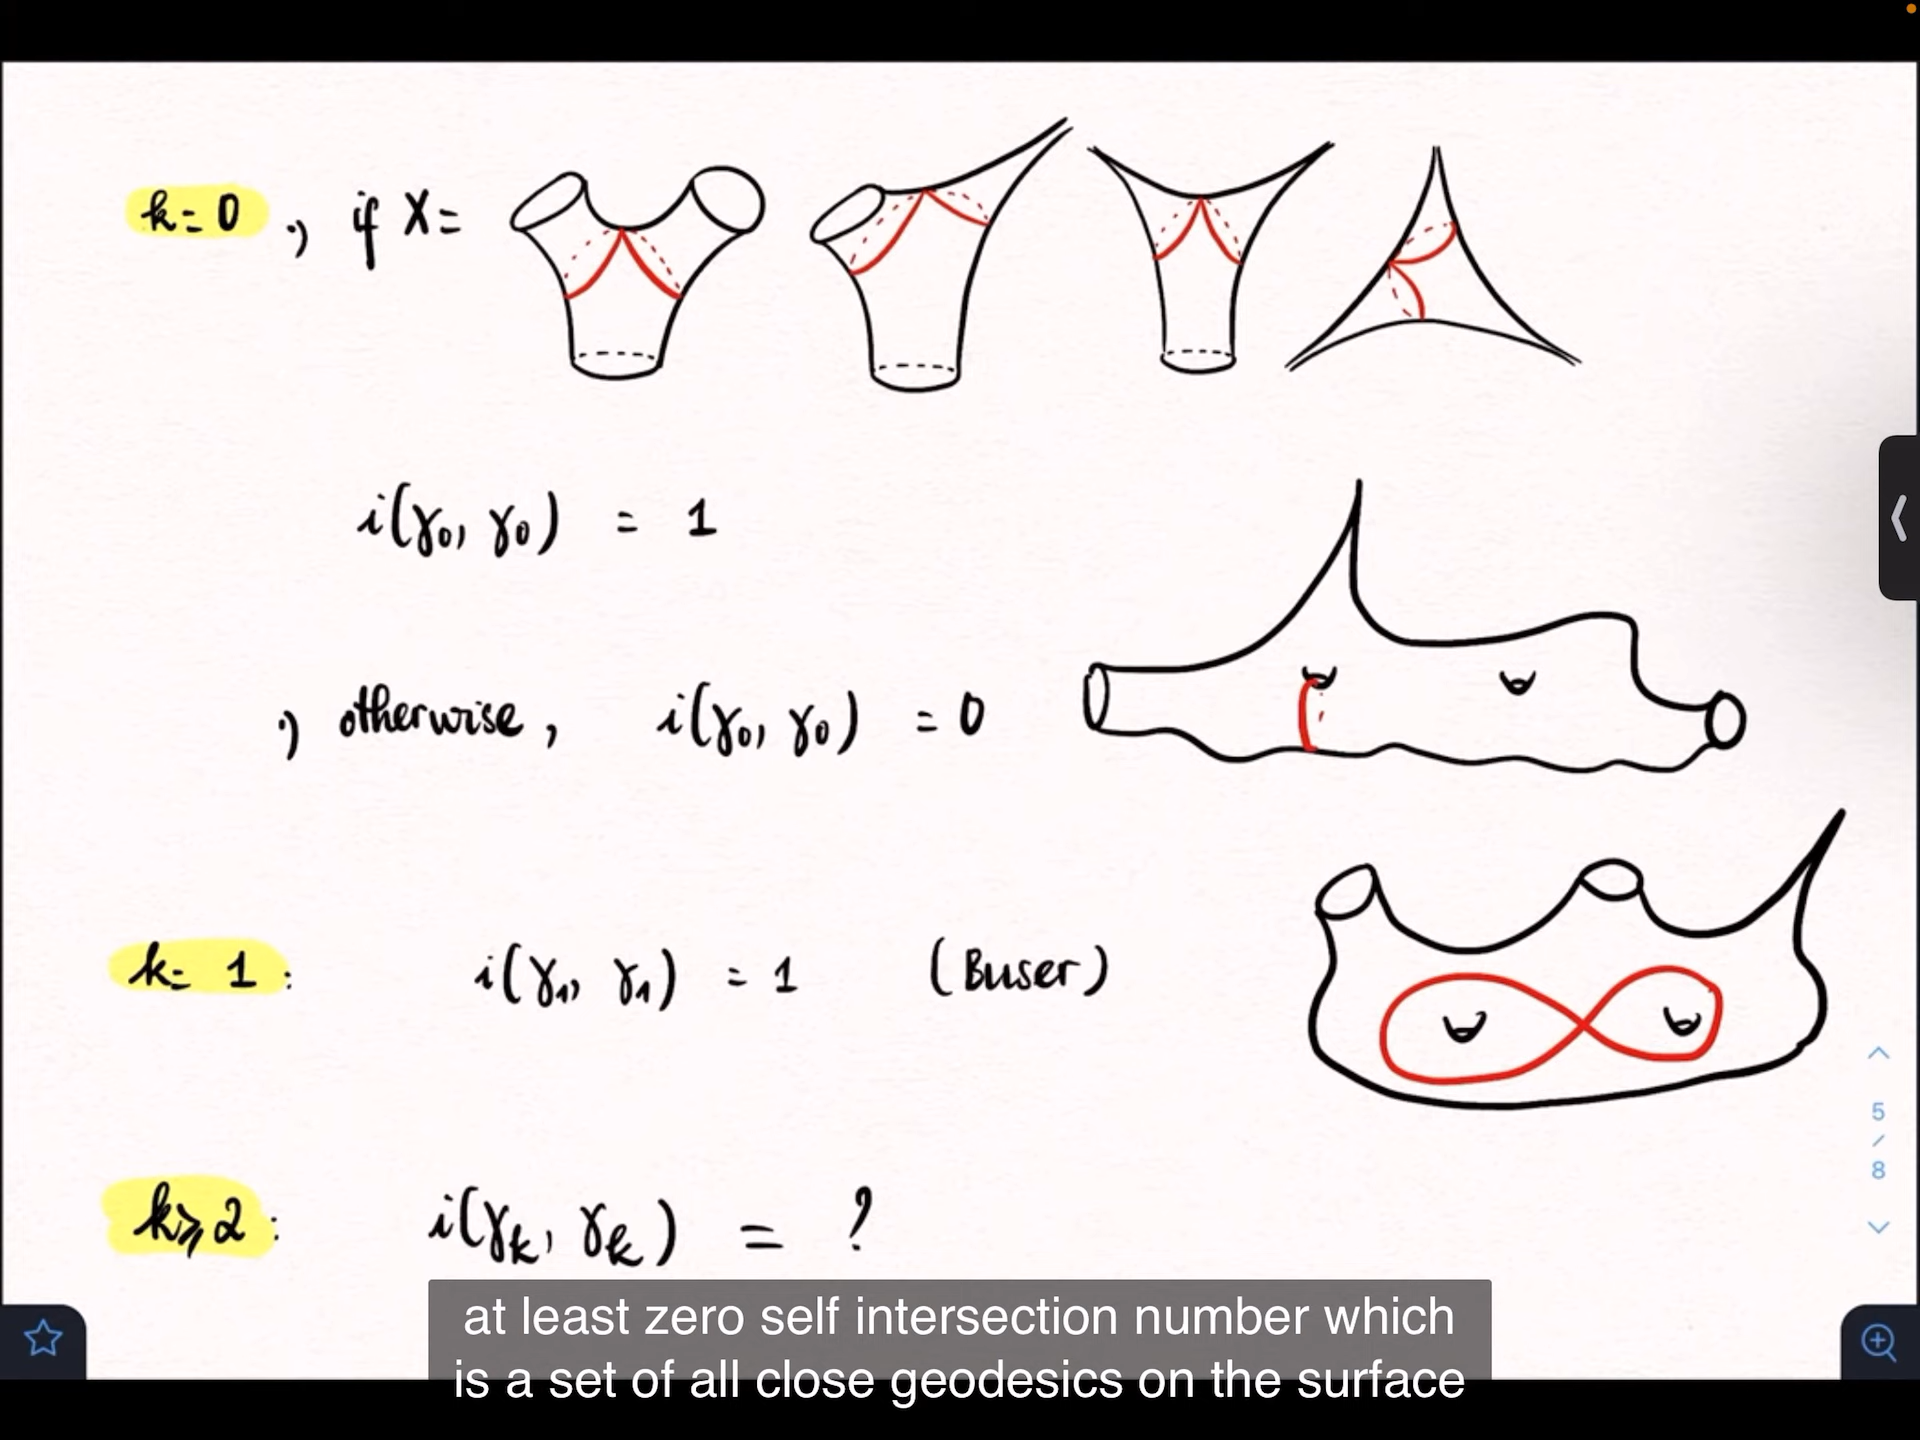 k = 0 , if X =
i(γ₀, γ₀) = 1
otherwise, i(γ₀, γ₀) = 0
k = 1 : i(γ₁, γ₁) = 1 (Buser)
k ⩾ 2 : i(γₖ, γₖ) = ?
5
/
8
at least zero self intersection number which
is a set of all close geodesics on the surface